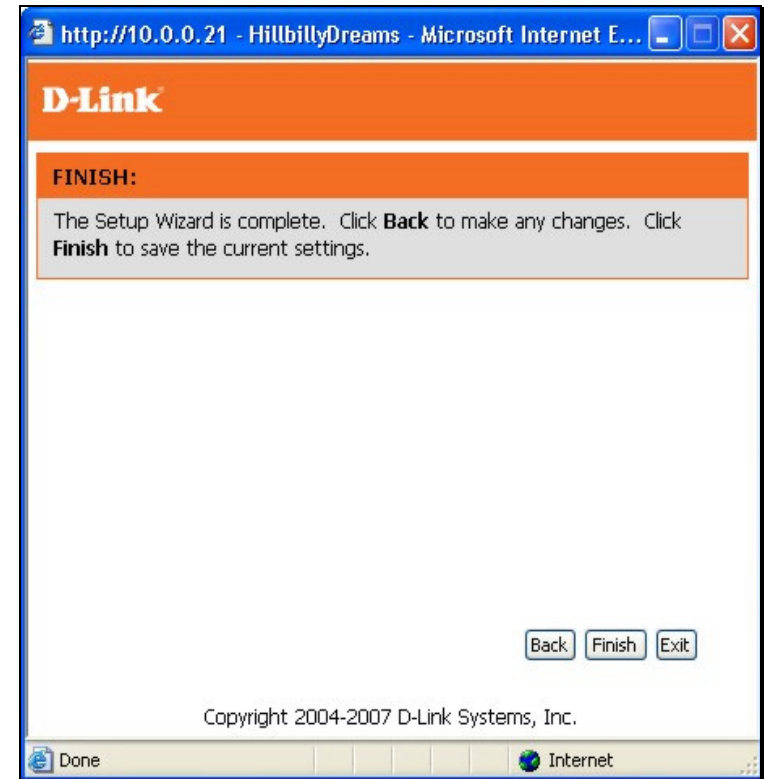 http://10.0.0.21 - HillbillyDreams - Microsoft Internet E...
D-Link
FINISH:
The Setup Wizard is complete. Click Back to make any changes. Click
Finish to save the current settings.
Back Finish Exit
Copyright 2004-2007 D-Link Systems, Inc.
Done Internet